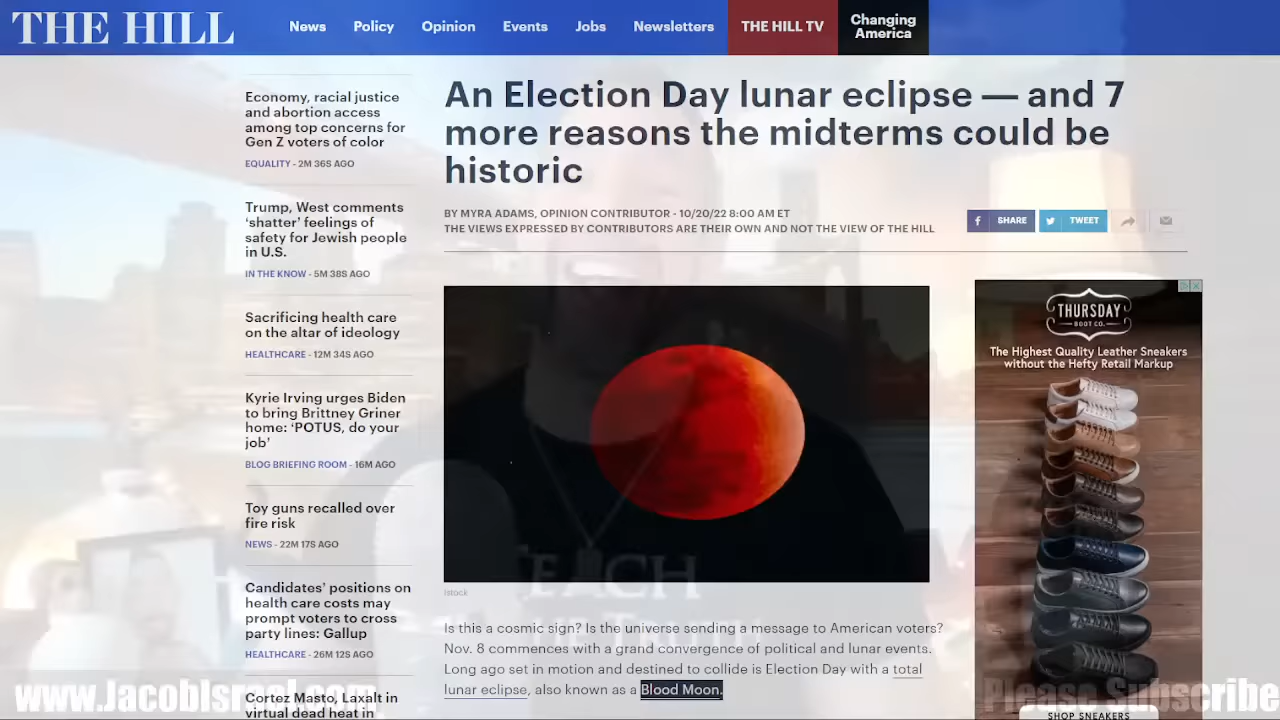 THE HILL
News Policy Opinion Events Jobs Newsletters THE HILL TV Changing
America
Economy, racial justice
and abortion access
among top concerns for
Gen Z voters of color
EQUALITY - 2M 36S AGO
Trump, West comments
‘shatter’ feelings of
safety for Jewish people
in U.S.
IN THE KNOW - 5M 38S AGO
Sacrificing health care
on the altar of ideology
HEALTHCARE - 12M 34S AGO
Kyrie Irving urges Biden
to bring Brittney Griner
home: ‘POTUS, do your
job’
BLOG BRIEFING ROOM - 16M AGO
Toy guns recalled over
fire risk
NEWS - 22M 17S AGO
Candidates’ positions on
health care costs may
prompt voters to cross
party lines: Gallup
HEALTHCARE - 26M 12S AGO
Cortez Masto, Laxalt in
virtual dead heat in
An Election Day lunar eclipse — and 7
more reasons the midterms could be
historic
BY MYRA ADAMS, OPINION CONTRIBUTOR - 10/20/22 8:00 AM ET
THE VIEWS EXPRESSED BY CONTRIBUTORS ARE THEIR OWN AND NOT THE VIEW OF THE HILL
SHARE TWEET
EACH
istock
Is this a cosmic sign? Is the universe sending a message to American voters?
Nov. 8 commences with a grand convergence of political and lunar events.
Long ago set in motion and destined to collide is Election Day with a total
lunar eclipse, also known as a Blood Moon.
THURSDAY
BOOT CO.
The Highest Quality Leather Sneakers
without the Hefty Retail Markup
SHOP SNEAKERS
Please Subscribe